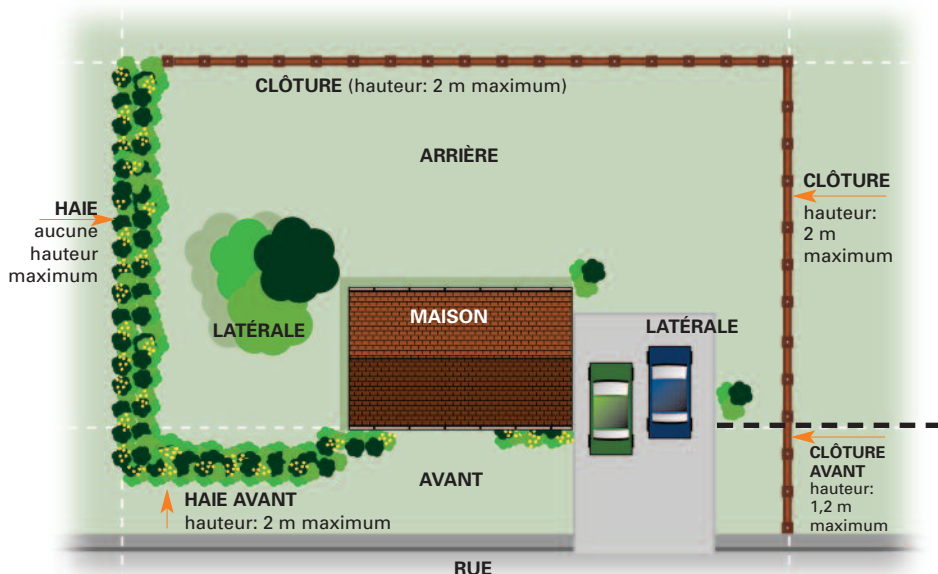 CLÔTURE (hauteur: 2 m maximum)
ARRIÈRE
HAIE
aucune
hauteur
maximum
CLÔTURE
hauteur:
2 m
maximum
LATÉRALE
MAISON
LATÉRALE
AVANT
CLÔTURE
AVANT
hauteur:
1,2 m
maximum
HAIE AVANT
hauteur: 2 m maximum
RUE